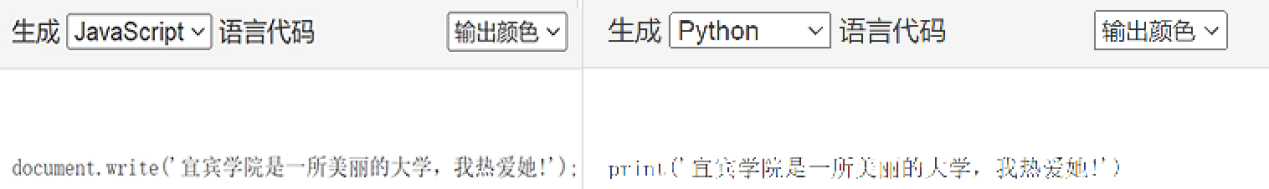 生成 JavaScript 语言代码 输出颜色
document.write('宜宾学院是一所美丽的大学，我热爱她!');
生成 Python 语言代码 输出颜色
print('宜宾学院是一所美丽的大学，我热爱她!')